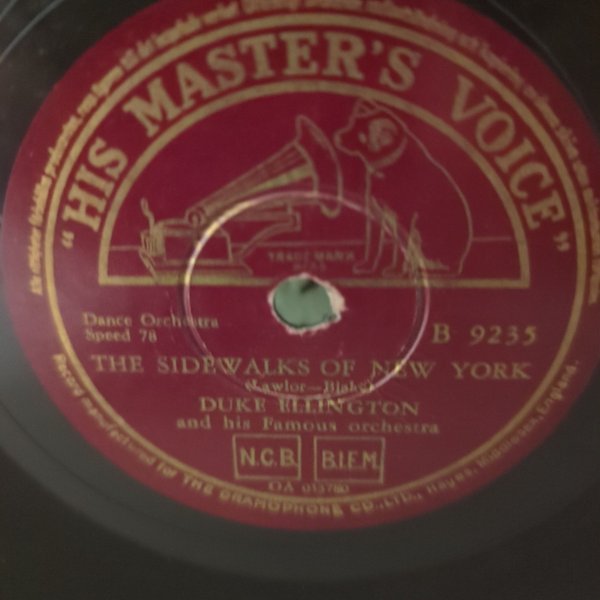 "HIS MASTER'S VOICE"
TRADE MARK
Dance Orchestra
Speed 78
B 9235
THE SIDEWALKS OF NEW YORK
(Lawlor—Blake)
DUKE ELLINGTON
and his Famous orchestra
N.C.B. B.I.E.M.
Record manufactured for THE GRAMOPHONE CO., LTD., Hayes, Middlesex, England.